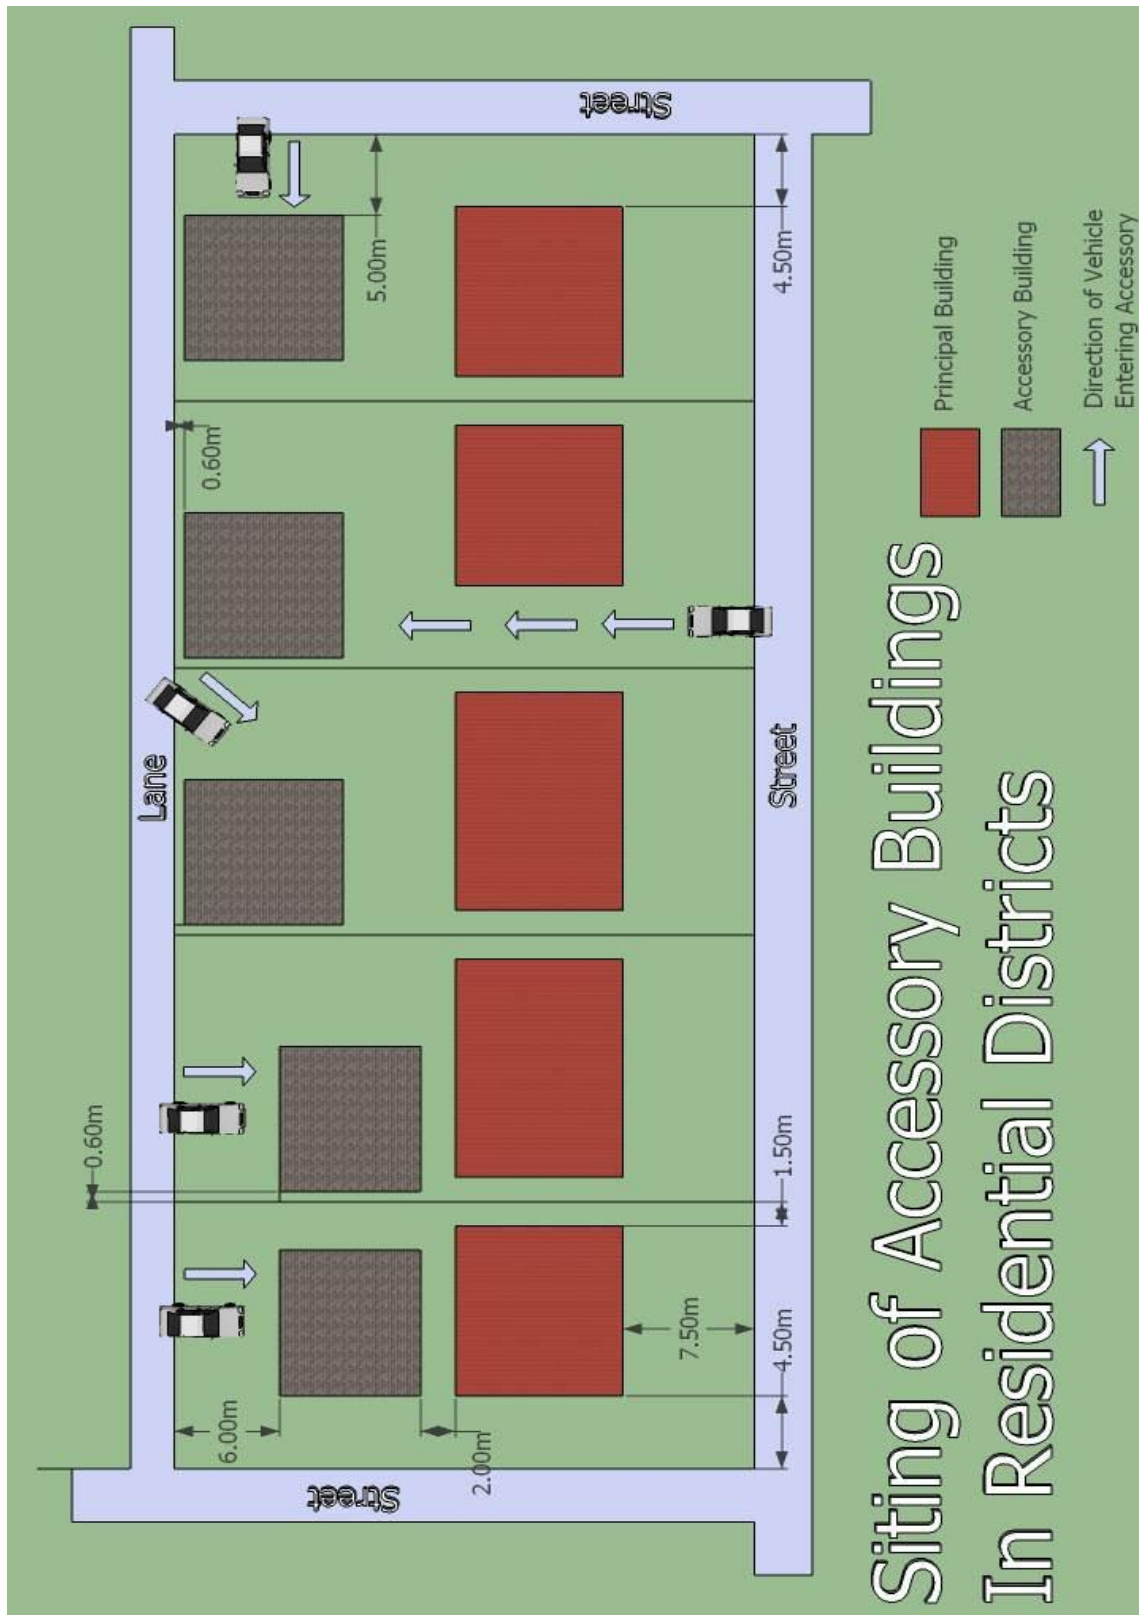 Lane
Street
Street
Street
0.60m
6.00m
2.00m
0.60m
5.00m
7.50m
4.50m
1.50m
4.50m
Siting of Accessory Buildings
In Residential Districts
Principal Building
Accessory Building
Direction of Vehicle
Entering Accessory